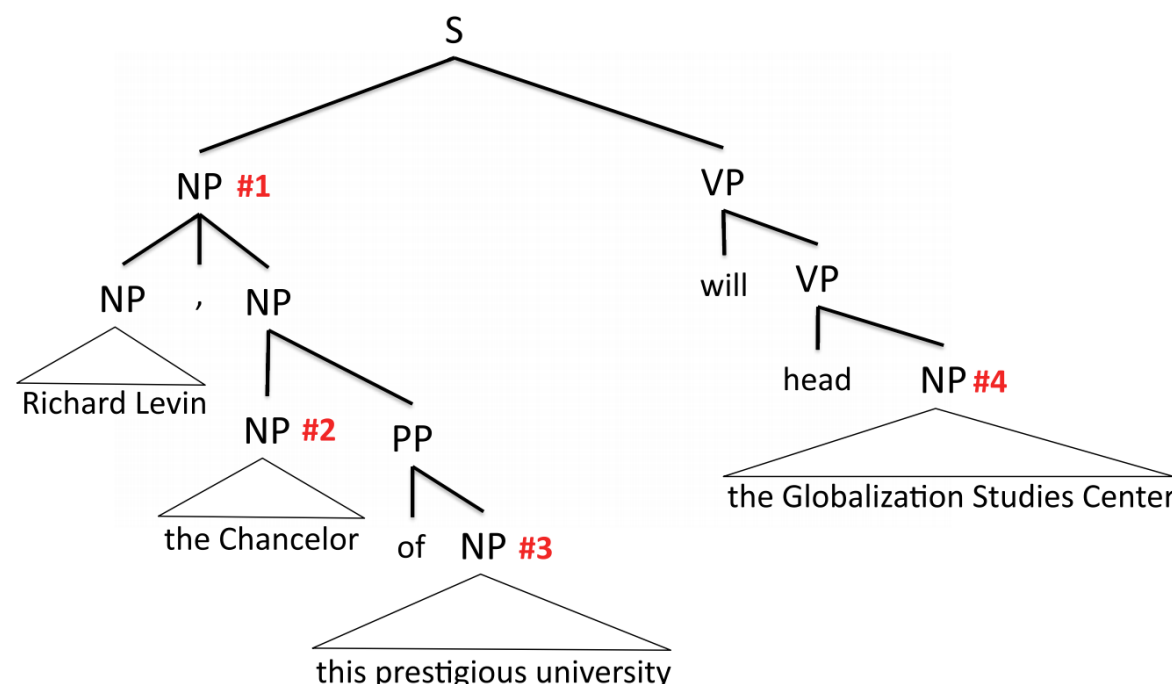 S
NP #1 VP
NP , NP will VP
Richard Levin head NP #4
NP #2 PP the Globalization Studies Center
the Chancelor of NP #3
this prestigious university